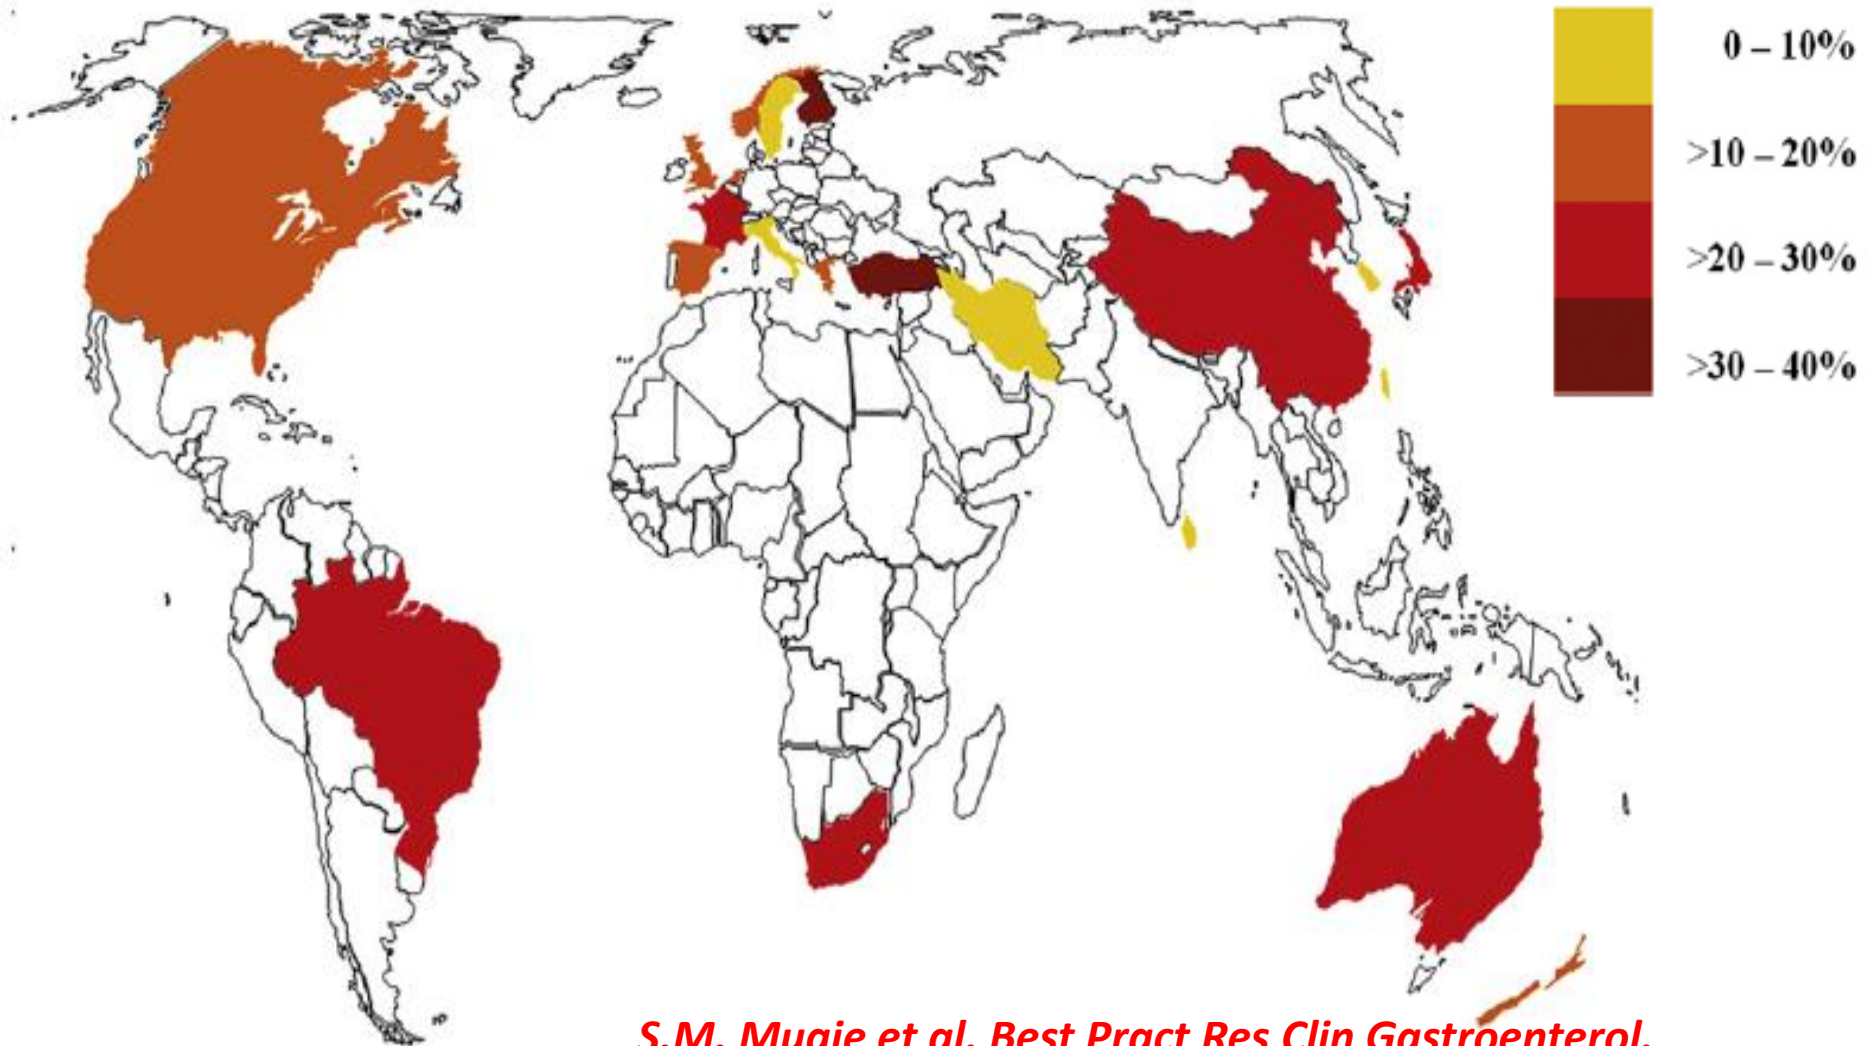 0 – 10%
>10 – 20%
>20 – 30%
>30 – 40%
S.M. Mugie et al. Best Pract Res Clin Gastroenterol.